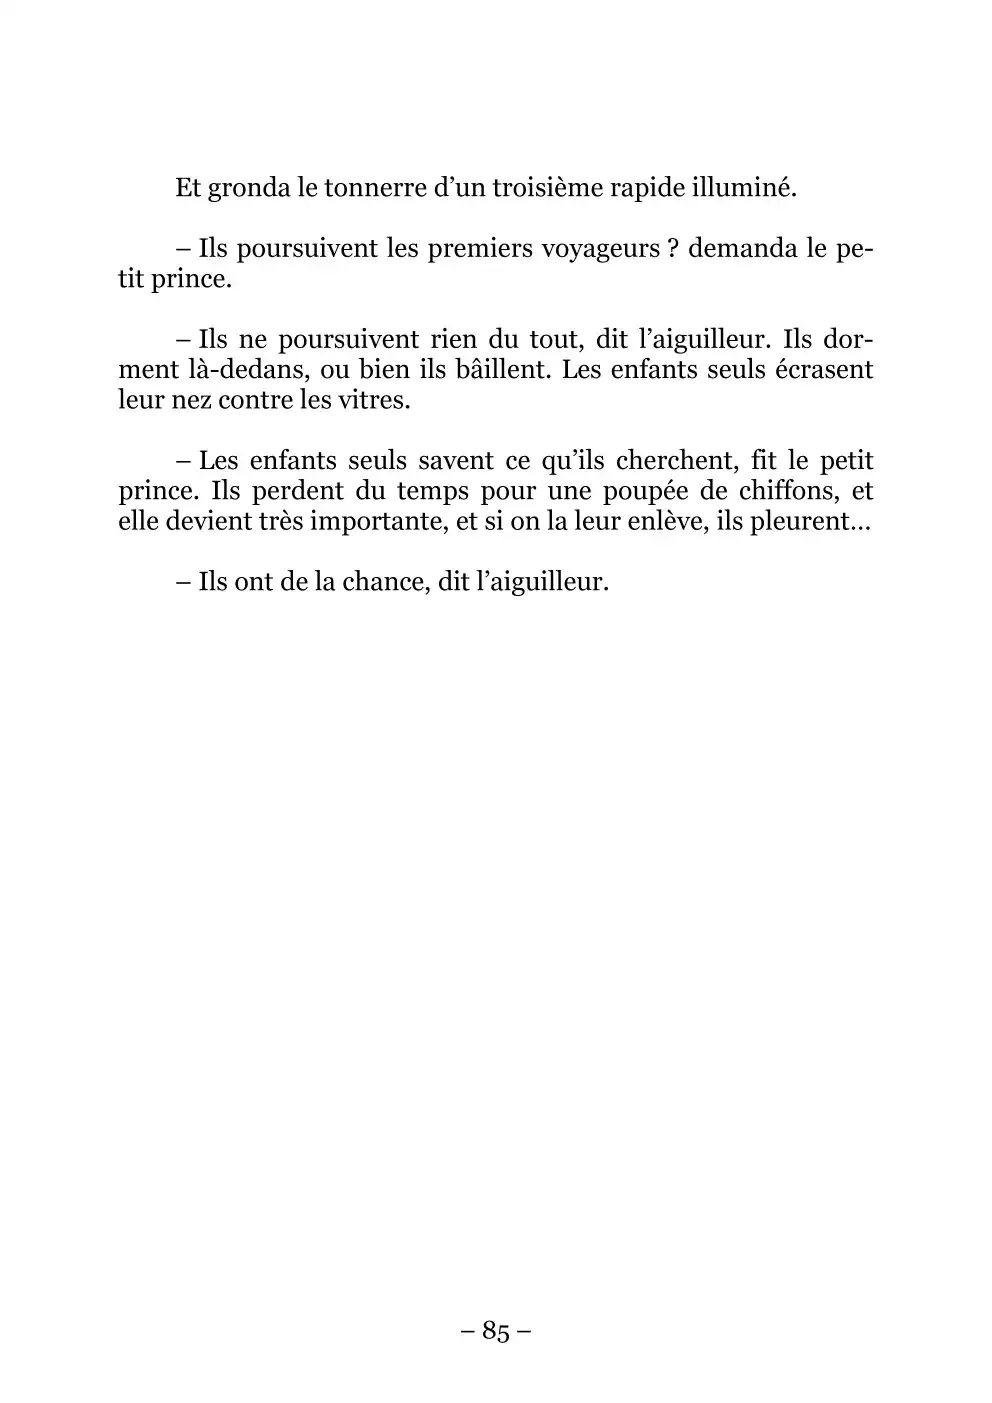 Et gronda le tonnerre d’un troisième rapide illuminé.
– Ils poursuivent les premiers voyageurs ? demanda le pe-
tit prince.
– Ils ne poursuivent rien du tout, dit l’aiguilleur. Ils dor-
ment là-dedans, ou bien ils bâillent. Les enfants seuls écrasent
leur nez contre les vitres.
– Les enfants seuls savent ce qu’ils cherchent, fit le petit
prince. Ils perdent du temps pour une poupée de chiffons, et
elle devient très importante, et si on la leur enlève, ils pleurent…
– Ils ont de la chance, dit l’aiguilleur.
– 85 –